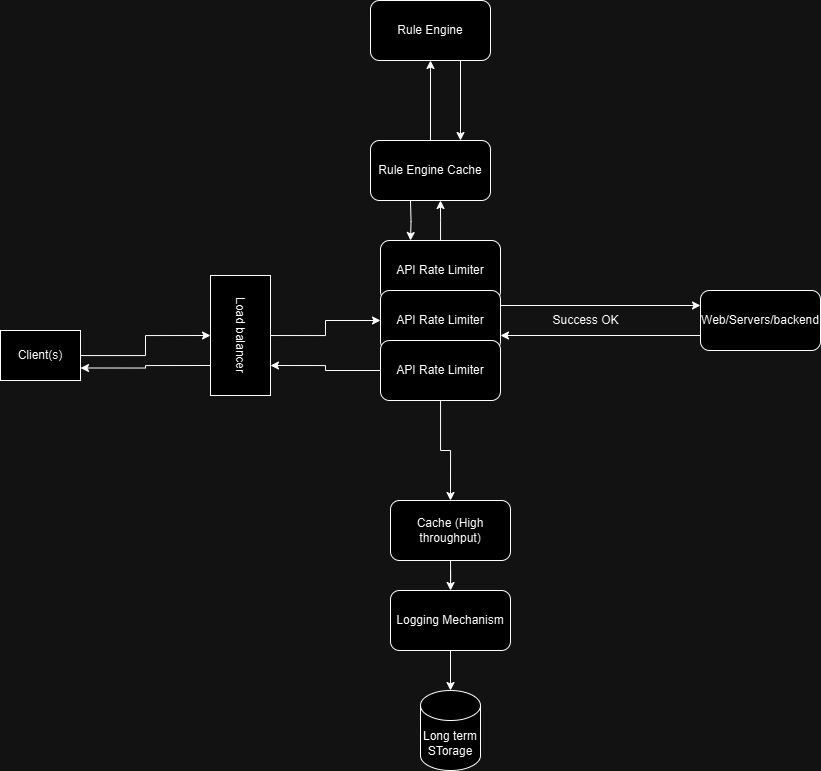 Rule Engine
Rule Engine Cache
API Rate Limiter
API Rate Limiter
Success OK
Web/Servers/backend
Load balancer
Client(s)
API Rate Limiter
Cache (High
throughput)
Logging Mechanism
Long term
STorage